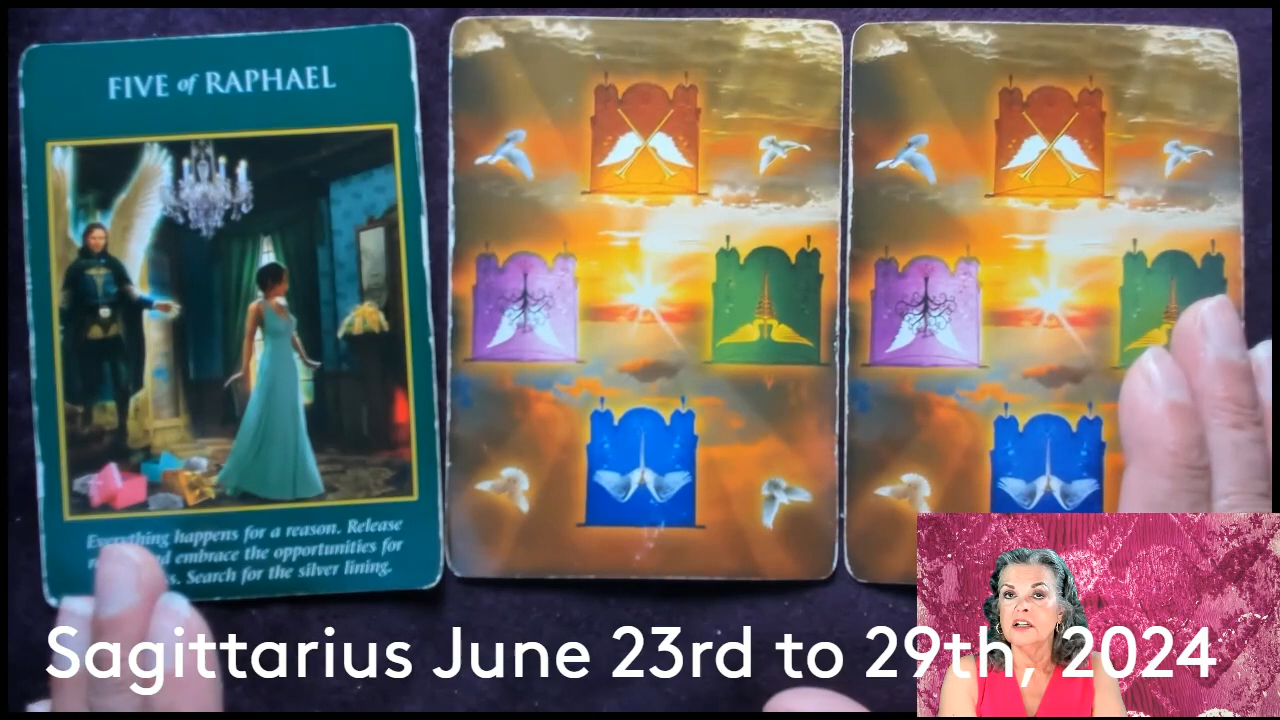 FIVE of RAPHAEL
Everything happens for a reason. Release
and embrace the opportunities for
Search for the silver lining.
Sagittarius June 23rd to 29th, 2024